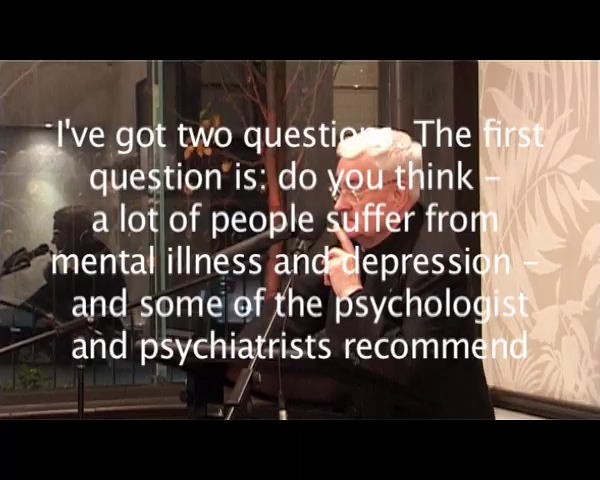 I've got two questions. The first
question is: do you think –
a lot of people suffer from
mental illness and depression –
and some of the psychologist
and psychiatrists recommend